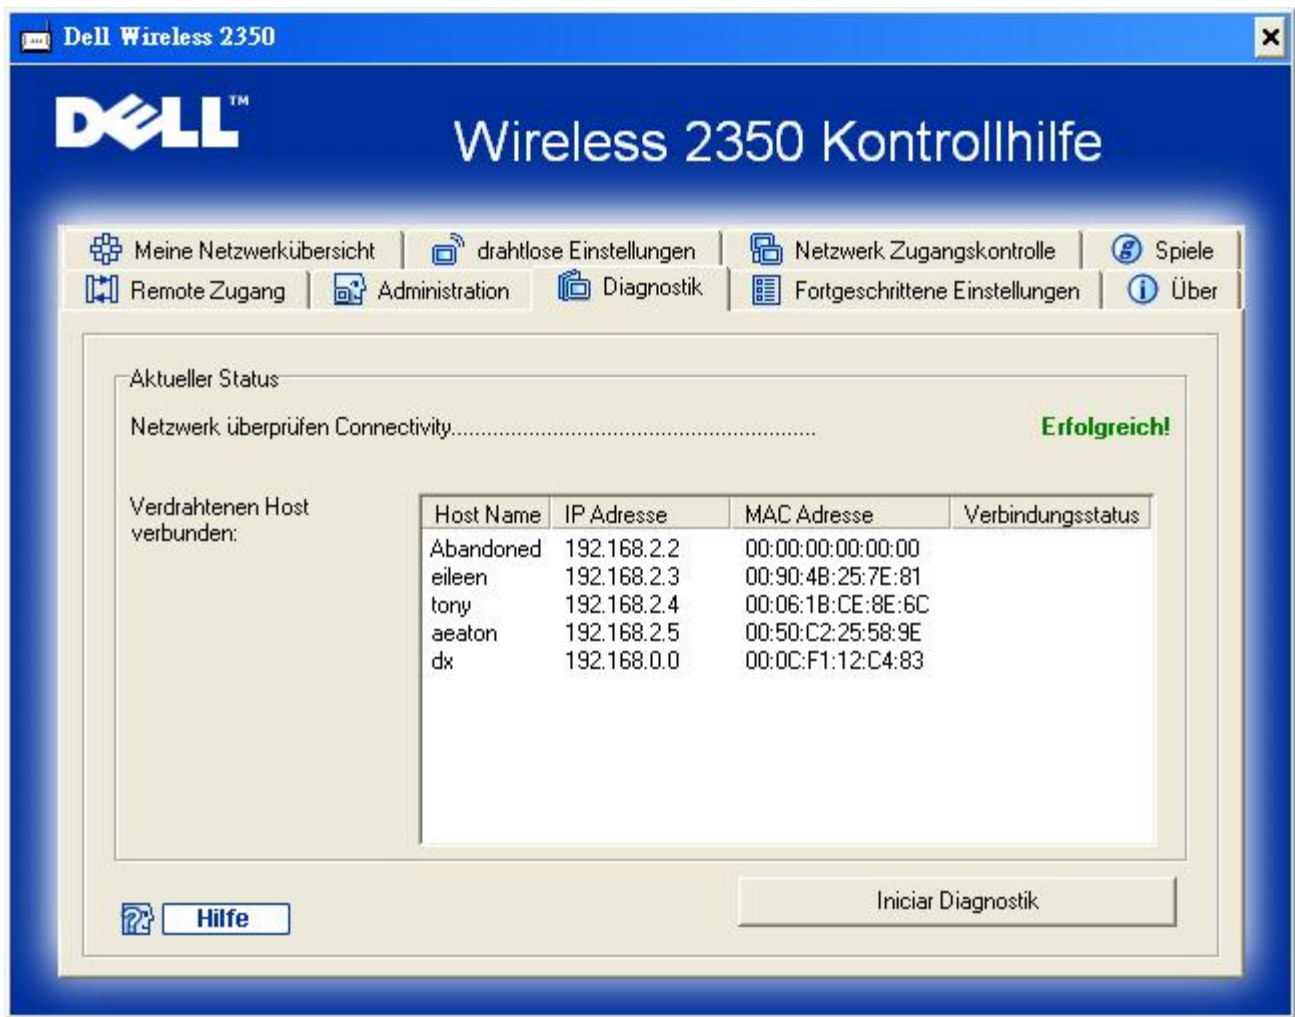 Dell Wireless 2350
DELL™
Wireless 2350 Kontrollhilfe
Meine Netzwerkübersicht drahtlose Einstellungen Netzwerk Zugangskontrolle Spiele
Remote Zugang Administration Diagnostik Fortgeschrittene Einstellungen Über
Aktueller Status
Netzwerk überprüfen Connectivity.............................................................. Erfolgreich!
Verdrahtenen Host
verbunden:
Host Name IP Adresse MAC Adresse Verbindungsstatus
Abandoned 192.168.2.2 00:00:00:00:00:00
eileen 192.168.2.3 00:90:4B:25:7E:81
tony 192.168.2.4 00:06:1B:CE:8E:6C
aeaton 192.168.2.5 00:50:C2:25:58:9E
dx 192.168.0.0 00:0C:F1:12:C4:83
Hilfe
Iniciar Diagnostik